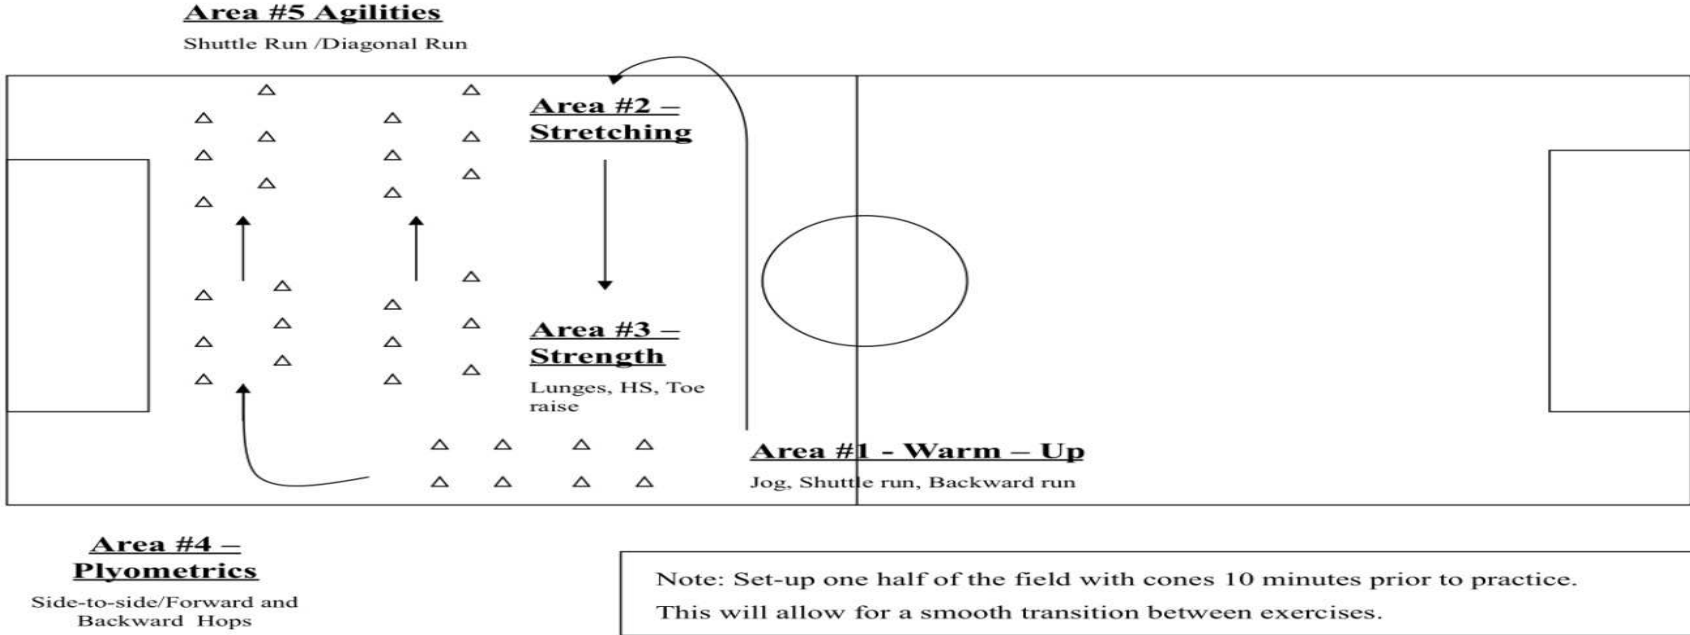 Area #5 Agilities
Shuttle Run /Diagonal Run
Area #2 –
Stretching
Area #3 –
Strength
Lunges, HS, Toe
raise
Area #1 - Warm – Up
Jog, Shuttle run, Backward run
Area #4 –
Plyometrics
Side-to-side/Forward and
Backward Hops
Note: Set-up one half of the field with cones 10 minutes prior to practice.
This will allow for a smooth transition between exercises.